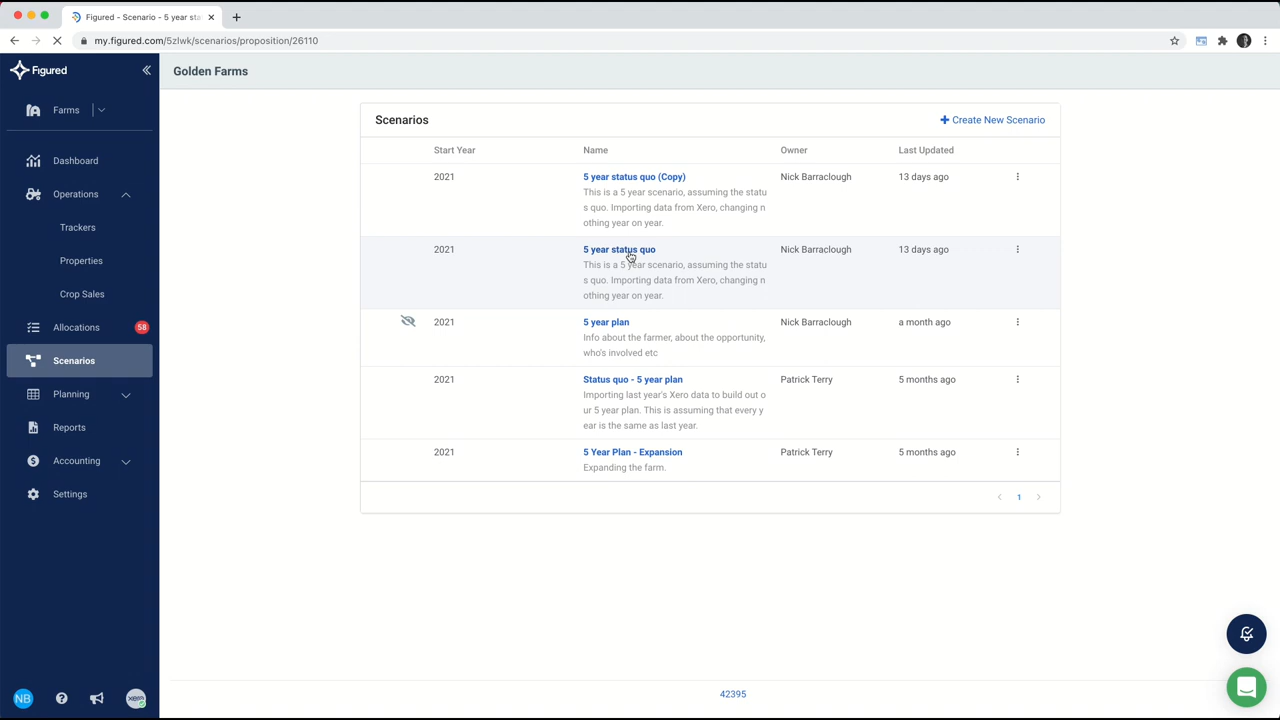 Figured - Scenario - 5 year sta
my.figured.com/5zlwk/scenarios/proposition/26110
Figured
Golden Farms
Farms
Dashboard
Operations
Trackers
Properties
Crop Sales
Allocations 58
Scenarios
Planning
Reports
Accounting
Settings
NB
xero
Scenarios
+ Create New Scenario
Start Year Name Owner Last Updated
2021 5 year status quo (Copy) Nick Barraclough 13 days ago
This is a 5 year scenario, assuming the statu
s quo. Importing data from Xero, changing n
othing year on year.
2021 5 year status quo Nick Barraclough 13 days ago
This is a 5 year scenario, assuming the statu
s quo. Importing data from Xero, changing n
othing year on year.
2021 5 year plan Nick Barraclough a month ago
Info about the farmer, about the opportunity,
who's involved etc
2021 Status quo - 5 year plan Patrick Terry 5 months ago
Importing last year's Xero data to build out o
ur 5 year plan. This is assuming that every y
ear is the same as last year.
2021 5 Year Plan - Expansion Patrick Terry 5 months ago
Expanding the farm.
1
42395